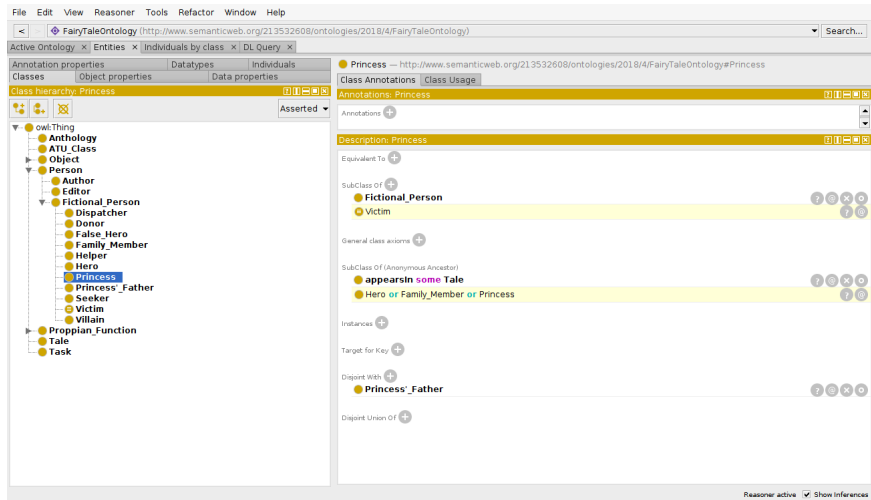 File Edit View Reasoner Tools Refactor Window Help
< > FairyTaleOntology (http://www.semanticweb.org/213532608/ontologies/2018/4/FairyTaleOntology) Search...
Active Ontology × Entities × Individuals by class × DL Query ×
Annotation properties Datatypes Individuals
Classes Object properties Data properties
Class hierarchy: Princess
Asserted
owl:Thing
Anthology
ATU_Class
Object
Person
Author
Editor
Fictional_Person
Dispatcher
Donor
False_Hero
Family_Member
Helper
Hero
Princess
Princess'_Father
Seeker
Victim
Villain
Proppian_Function
Tale
Task
Princess — http://www.semanticweb.org/213532608/ontologies/2018/4/FairyTaleOntology#Princess
Class Annotations Class Usage
Annotations: Princess
Annotations
Description: Princess
Equivalent To
SubClass Of
Fictional_Person
Victim
General class axioms
SubClass Of (Anonymous Ancestor)
appearsIn some Tale
Hero or Family_Member or Princess
Instances
Target for Key
Disjoint With
Princess'_Father
Disjoint Union Of
Reasoner active Show Inferences